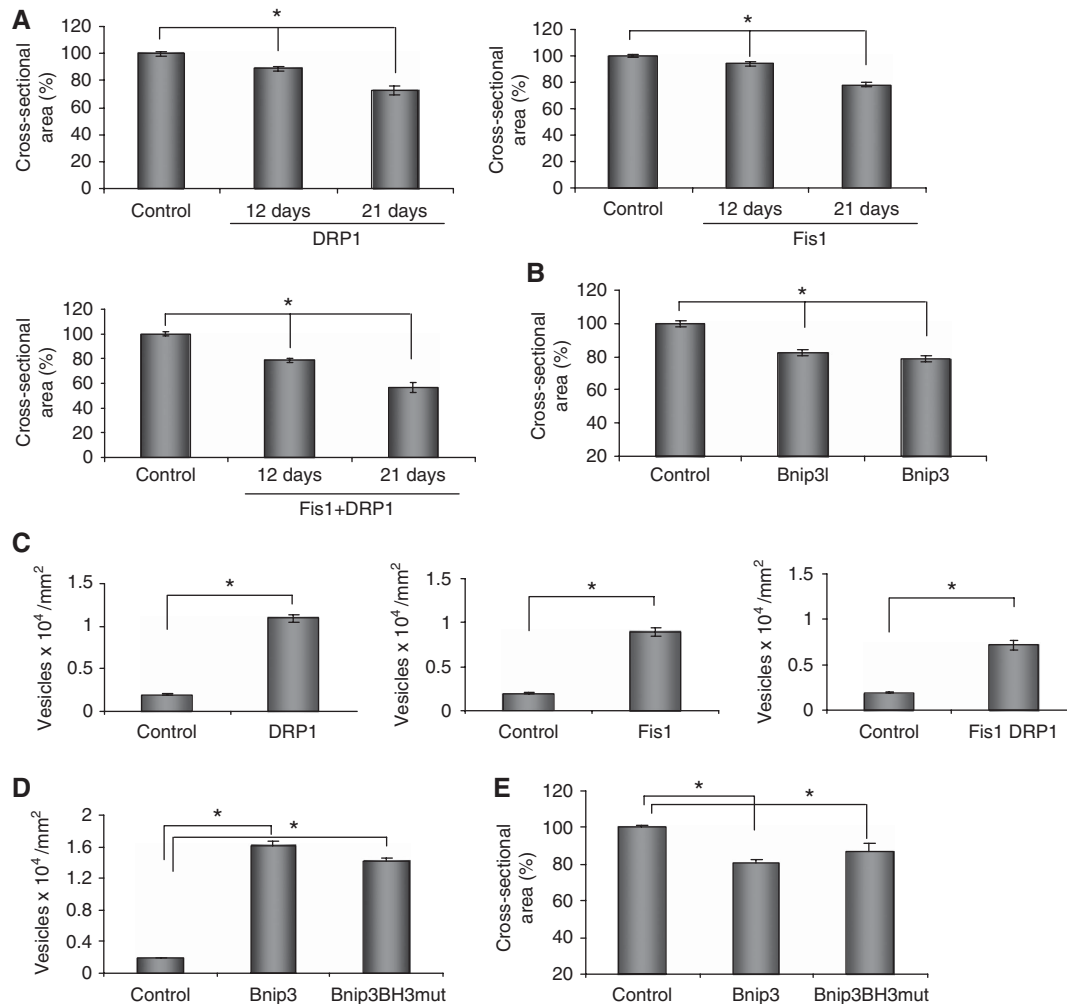 A
*
120
100
80
60
40
20
0
Cross-sectional
area (%)
Control
12 days
21 days
DRP1
*
120
100
80
60
40
20
0
Cross-sectional
area (%)
Control
12 days
21 days
Fis1
*
120
100
80
60
40
20
0
Cross-sectional
area (%)
Control
12 days
21 days
Fis1+DRP1
B
*
120
100
80
60
40
20
Cross-sectional
area (%)
Control
Bnip3l
Bnip3
C
*
1.5
1
0.5
0
Vesicles x 10⁴/mm²
Control
DRP1
*
1.5
1
0.5
0
Vesicles x 10⁴/mm²
Control
Fis1
*
1.5
1
0.5
0
Vesicles x 10⁴/mm²
Control
Fis1 DRP1
D
*
*
2
1.6
1.2
0.8
0.4
0
Vesicles x 10⁴/mm²
Control
Bnip3
Bnip3BH3mut
E
*
*
120
100
80
60
40
20
Cross-sectional
area (%)
Control
Bnip3
Bnip3BH3mut